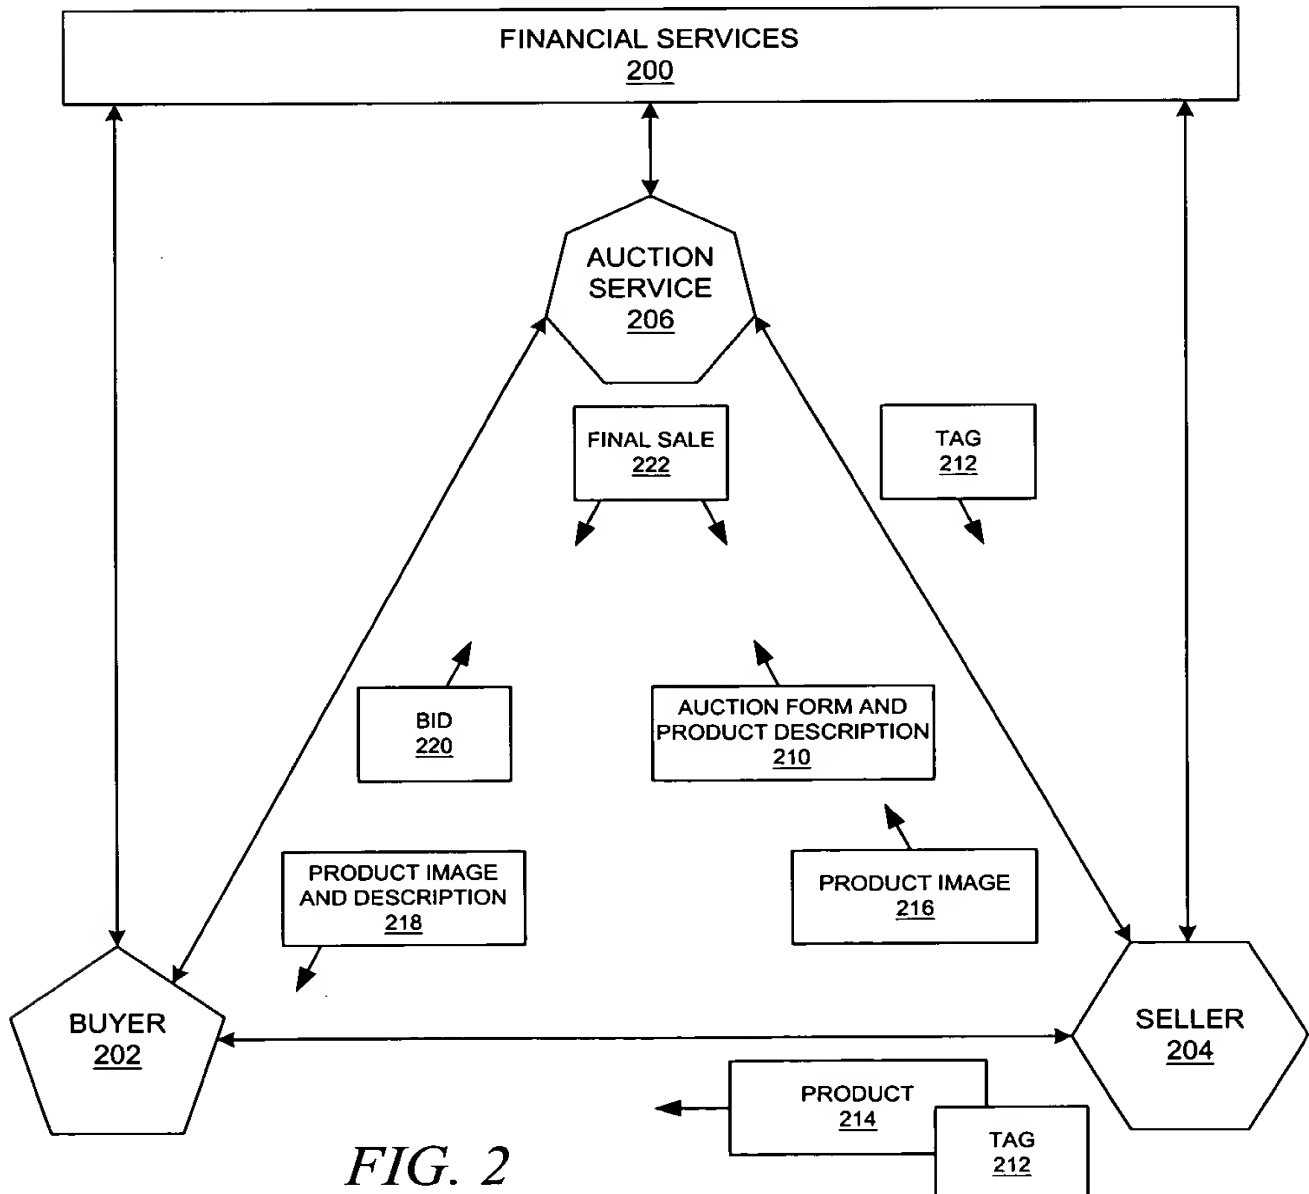 FINANCIAL SERVICES
200
AUCTION
SERVICE
206
FINAL SALE
222
TAG
212
BID
220
AUCTION FORM AND
PRODUCT DESCRIPTION
210
PRODUCT IMAGE
AND DESCRIPTION
218
PRODUCT IMAGE
216
BUYER
202
SELLER
204
PRODUCT
214
TAG
212
FIG. 2